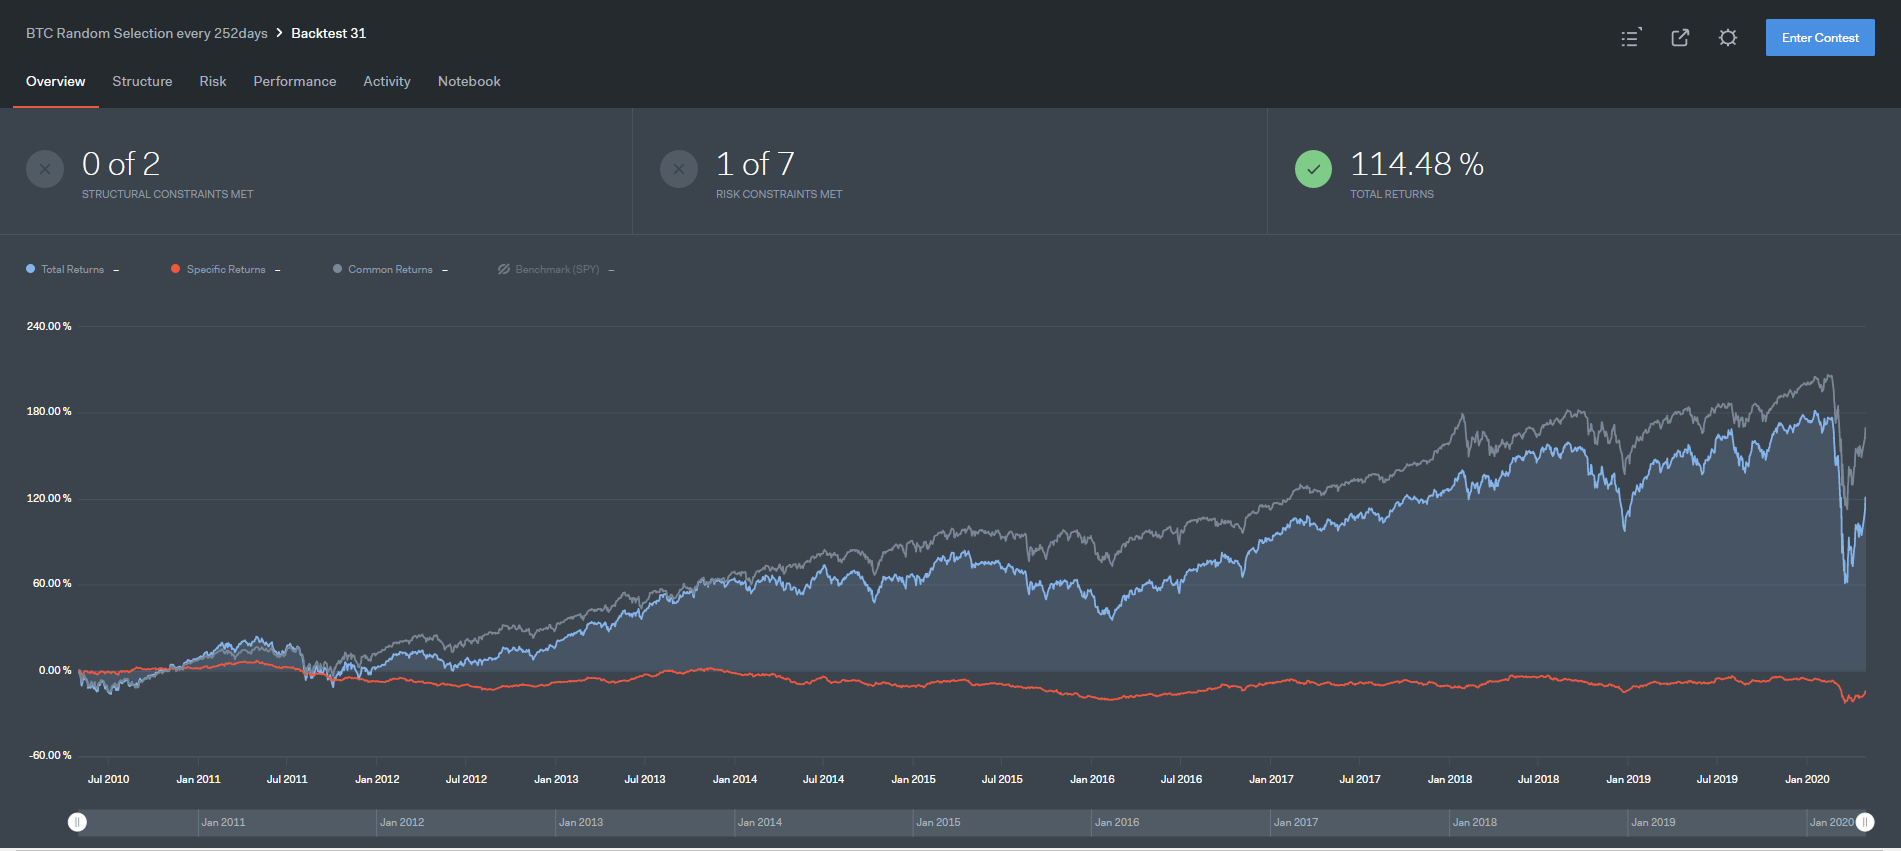 BTC Random Selection every 252days > Backtest 31
Enter Contest
Overview Structure Risk Performance Activity Notebook
0 of 2
STRUCTURAL CONSTRAINTS MET
1 of 7
RISK CONSTRAINTS MET
114.48 %
TOTAL RETURNS
Total Returns – Specific Returns – Common Returns – Benchmark (SPY) –
240.00 %
180.00 %
120.00 %
60.00 %
0.00 %
-60.00 %
Jul 2010 Jan 2011 Jul 2011 Jan 2012 Jul 2012 Jan 2013 Jul 2013 Jan 2014 Jul 2014 Jan 2015 Jul 2015 Jan 2016 Jul 2016 Jan 2017 Jul 2017 Jan 2018 Jul 2018 Jan 2019 Jul 2019 Jan 2020
Jan 2011 Jan 2012 Jan 2013 Jan 2014 Jan 2015 Jan 2016 Jan 2017 Jan 2018 Jan 2019 Jan 2020